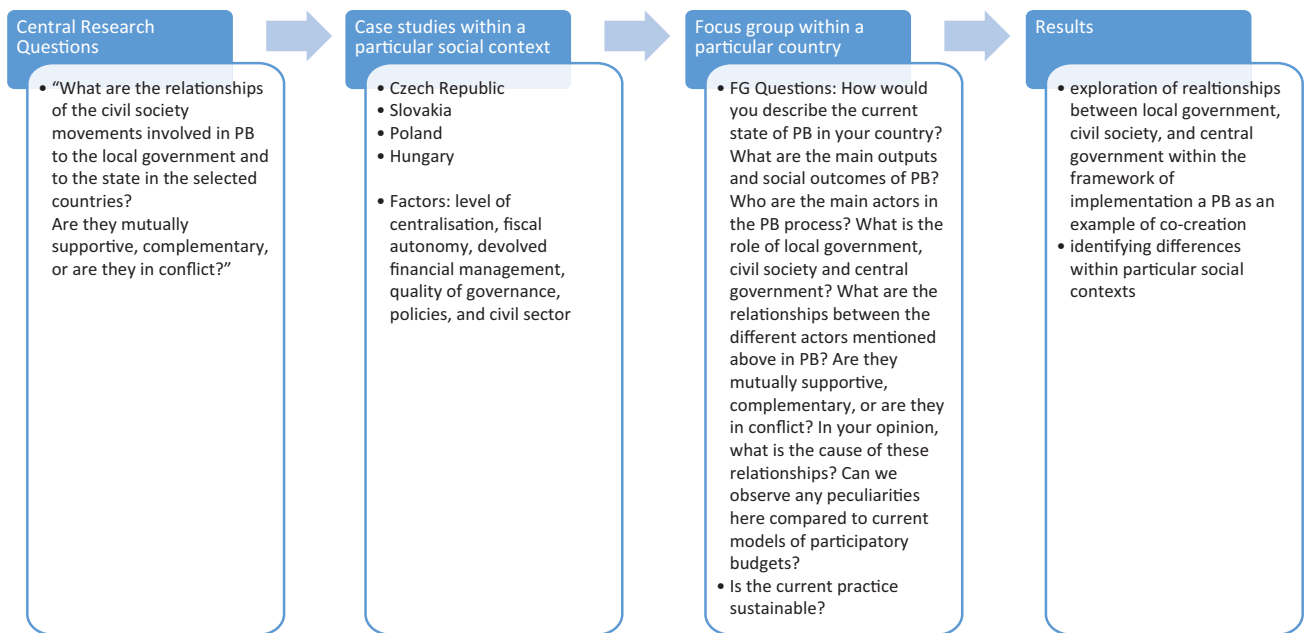 Central Research
Questions
• “What are the relationships
of the civil society
movements involved in PB
to the local government and
to the state in the selected
countries?
Are they mutually
supportive, complementary,
or are they in conflict?”
Case studies within a
particular social context
• Czech Republic
• Slovakia
• Poland
• Hungary
• Factors: level of
centralisation, fiscal
autonomy, devolved
financial management,
quality of governance,
policies, and civil sector
Focus group within a
particular country
• FG Questions: How would
you describe the current
state of PB in your country?
What are the main outputs
and social outcomes of PB?
Who are the main actors in
the PB process? What is the
role of local government,
civil society and central
government? What are the
relationships between the
different actors mentioned
above in PB? Are they
mutually supportive,
complementary, or are they
in conflict? In your opinion,
what is the cause of these
relationships? Can we
observe any peculiarities
here compared to current
models of participatory
budgets?
• Is the current practice
sustainable?
Results
• exploration of realtionships
between local government,
civil society, and central
government within the
framework of
implementation a PB as an
example of co-creation
• identifying differences
within particular social
contexts